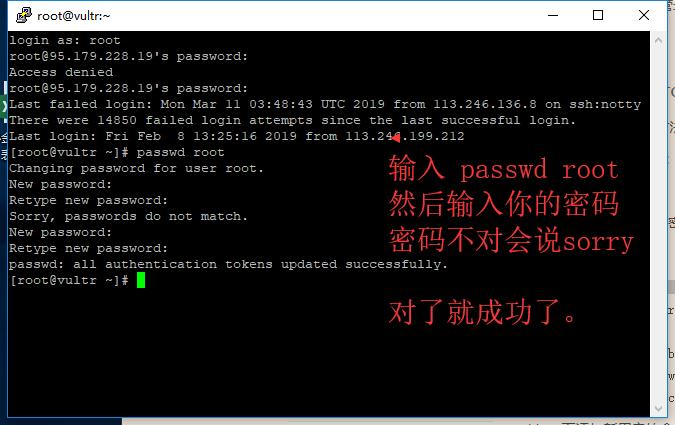 root@vultr:~
login as: root
root@95.179.228.19's password:
Access denied
root@95.179.228.19's password:
Last failed login: Mon Mar 11 03:48:43 UTC 2019 from 113.246.136.8 on ssh:notty
There were 14850 failed login attempts since the last successful login.
Last login: Fri Feb  8 13:25:16 2019 from 113.246.199.212
[root@vultr ~]# passwd root
Changing password for user root.
New password:
Retype new password:
Sorry, passwords do not match.
New password:
Retype new password:
passwd: all authentication tokens updated successfully.
[root@vultr ~]#
输入 passwd root
然后输入你的密码
密码不对会说sorry
对了就成功了。